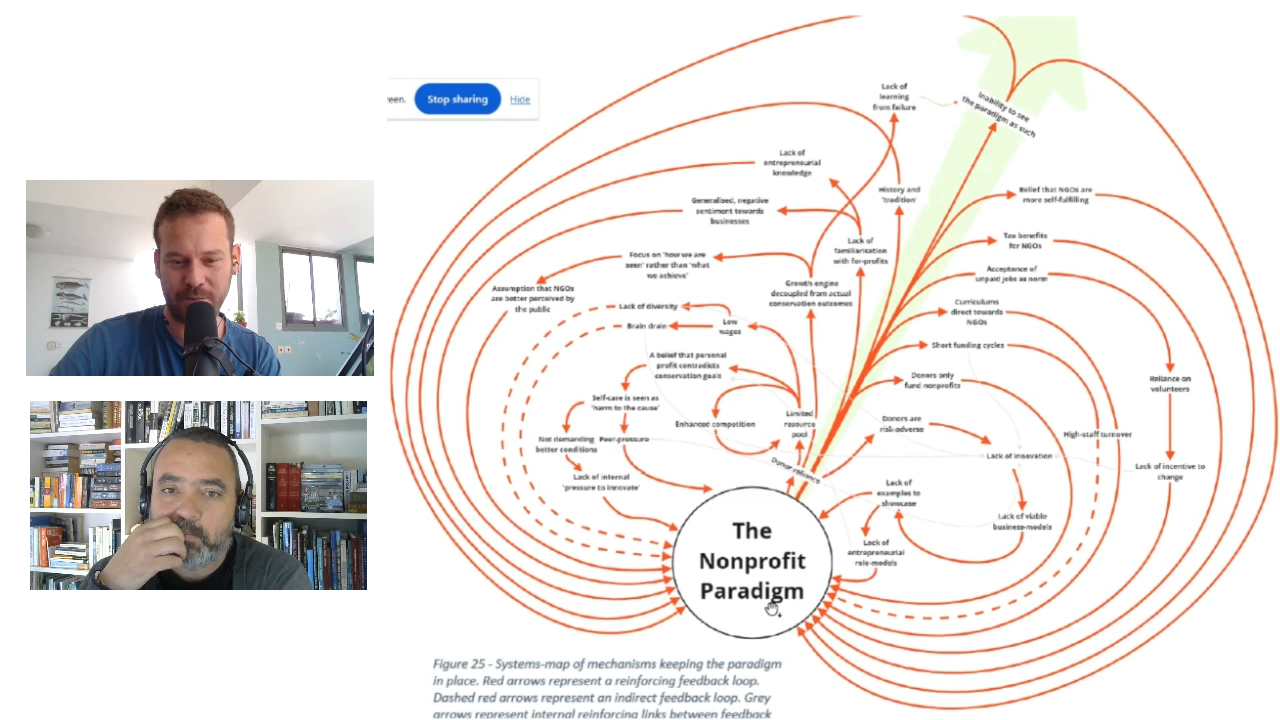 reen.
Stop sharing
Hide
Lack of
learning
from failure
Inability to see
the paradigm as such
Lack of
entrepreneurial
knowledge
History and
'tradition'
Belief that NGOs are
more self-fulfilling
Generalised, negative
sentiment towards
businesses
Tax benefits
for NGOs
Lack of
familiarisation
with for-profits
Focus on 'how we are
seen' rather than 'what
we achieve'
Acceptance of
unpaid jobs as norm
Assumption that NGOs
are better perceived by
the public
Growth engine
decoupled from actual
conservation outcomes
Lack of diversity
Curriculums
direct towards
NGOs
Brain drain
Low
wages
Short funding cycles
A belief that personal
profit contradicts
conservation goals
Donors only
fund nonprofits
Reliance on
volunteers
Self-care is seen as
'harm to the cause'
Enhanced competition
Limited
resource
pool
Donors are
risk-adverse
High-staff turnover
Not demanding
better conditions
Peer-pressure
Lack of innovation
Donor-reliance
Lack of incentive to
change
Lack of internal
'pressure to innovate'
Lack of
examples to
showcase
Lack of viable
business-models
Lack of
entrepreneurial
role-models
The
Nonprofit
Paradigm
Figure 25 - Systems-map of mechanisms keeping the paradigm
in place. Red arrows represent a reinforcing feedback loop.
Dashed red arrows represent an indirect feedback loop. Grey
arrows represent internal reinforcing links between feedback